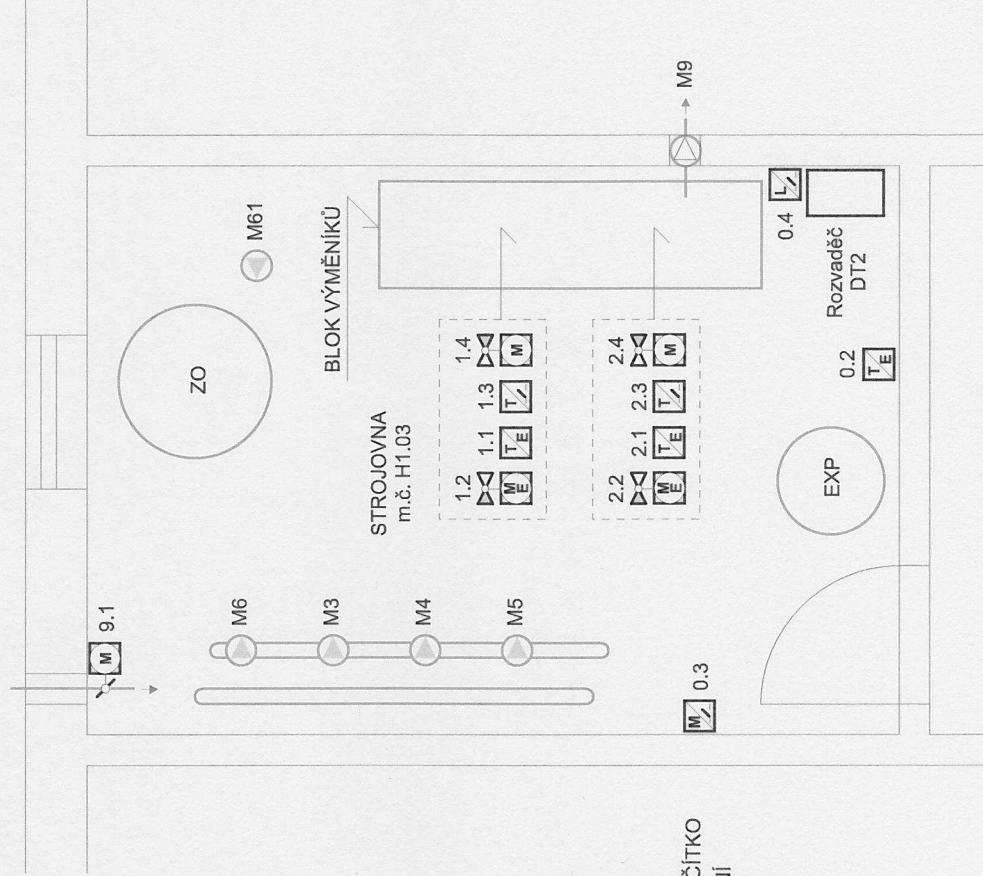 9.1
M
ZO
M6
M61
M3
BLOK VÝMĚNÍKŮ
STROJOVNA
m.č. H1.03
M4
1.2
1.1
1.3
1.4
M E
T E
T
M
M5
2.2
2.1
2.3
2.4
M E
T E
T
M
M9
ČÍTKO
0.3
M
L
0.4
EXP
Rozvaděč
DT2
0.2
T E